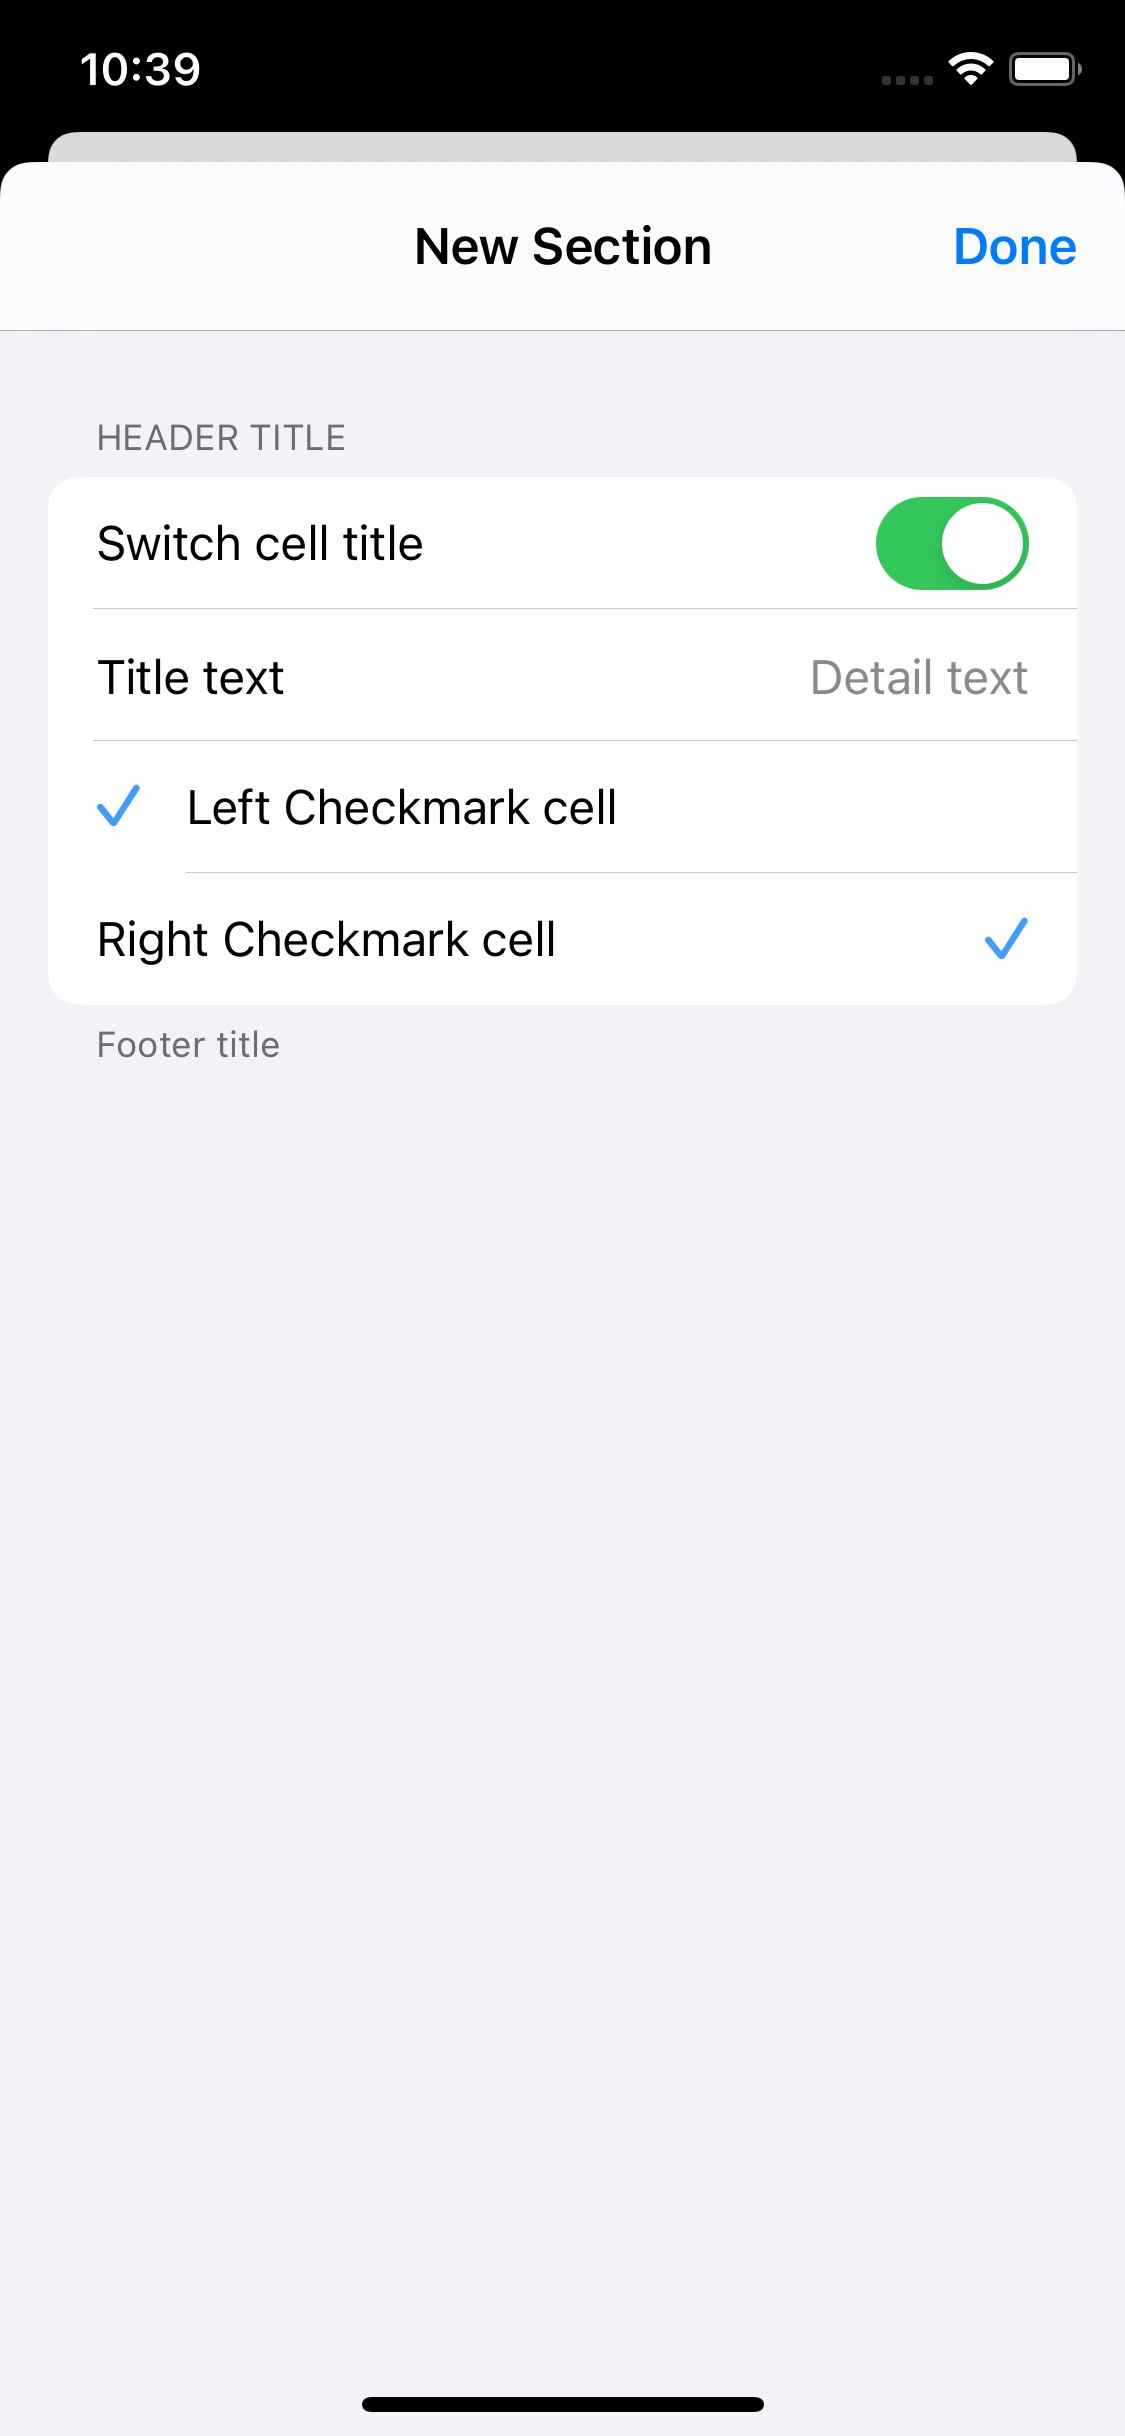 10:39
New Section
Done
HEADER TITLE
Switch cell title
Title text
Detail text
Left Checkmark cell
Right Checkmark cell
Footer title